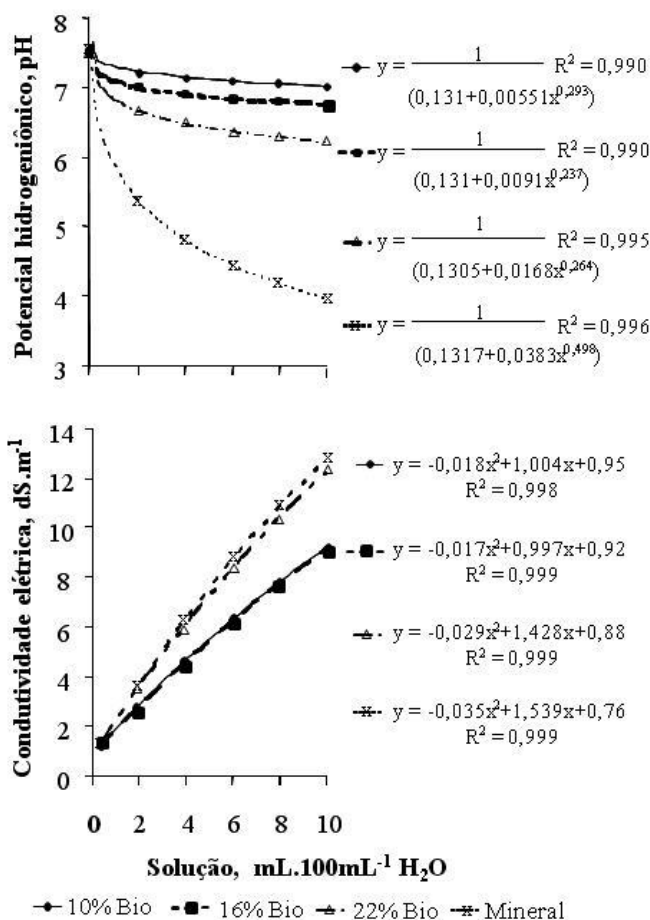 Potencial hidrogeniônico, pH
8
7
6
5
4
3
y = 1 R² = 0,990
(0,131+0,00551x^0,293)
y = 1 R² = 0,990
(0,131+0,0091x^0,237)
y = 1 R² = 0,995
(0,1305+0,0168x^0,264)
y = 1 R² = 0,996
(0,1317+0,0383x^0,498)
Condutividade elétrica, dS.m⁻¹
14
12
10
8
6
4
2
0
y = -0,018x²+1,004x+0,95
R² = 0,998
y = -0,017x²+0,997x+0,92
R² = 0,999
y = -0,029x²+1,428x+0,88
R² = 0,999
y = -0,035x²+1,539x+0,76
R² = 0,999
0 2 4 6 8 10
Solução, mL.100mL⁻¹ H₂O
10% Bio 16% Bio 22% Bio Mineral